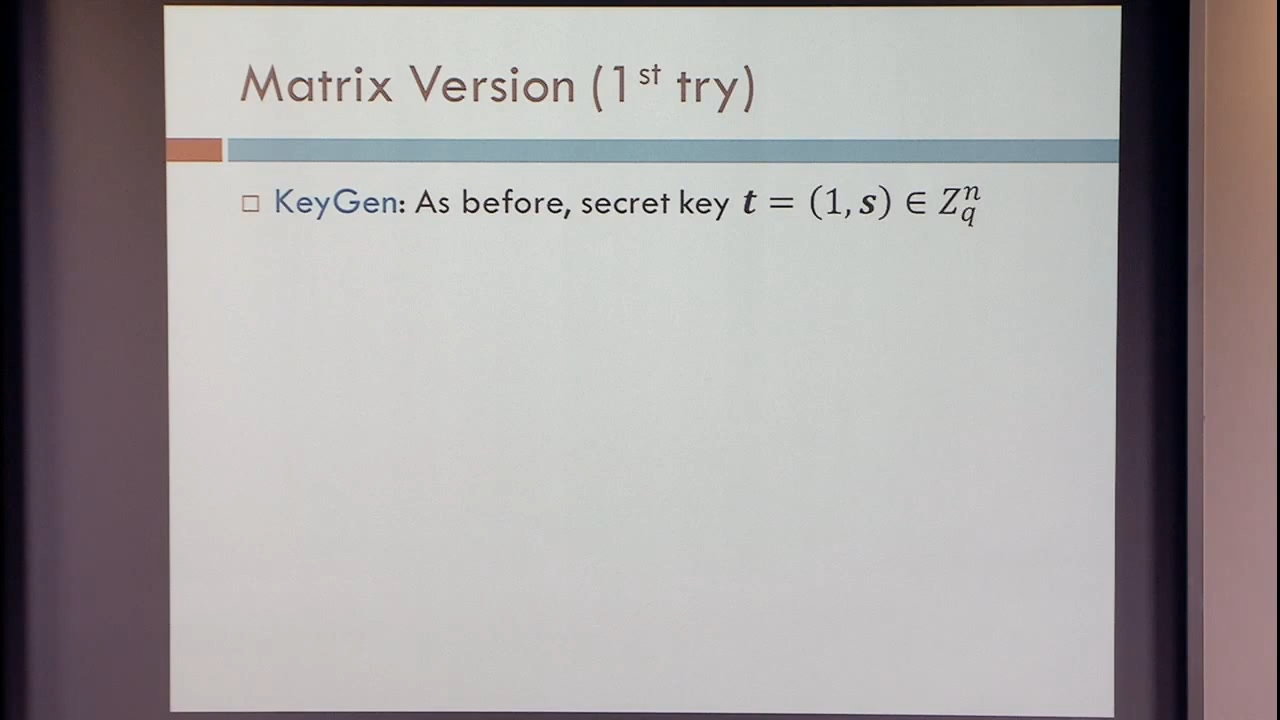 Matrix Version (1st try)
KeyGen: As before, secret key t = (1, s) ∈ Z_q^n